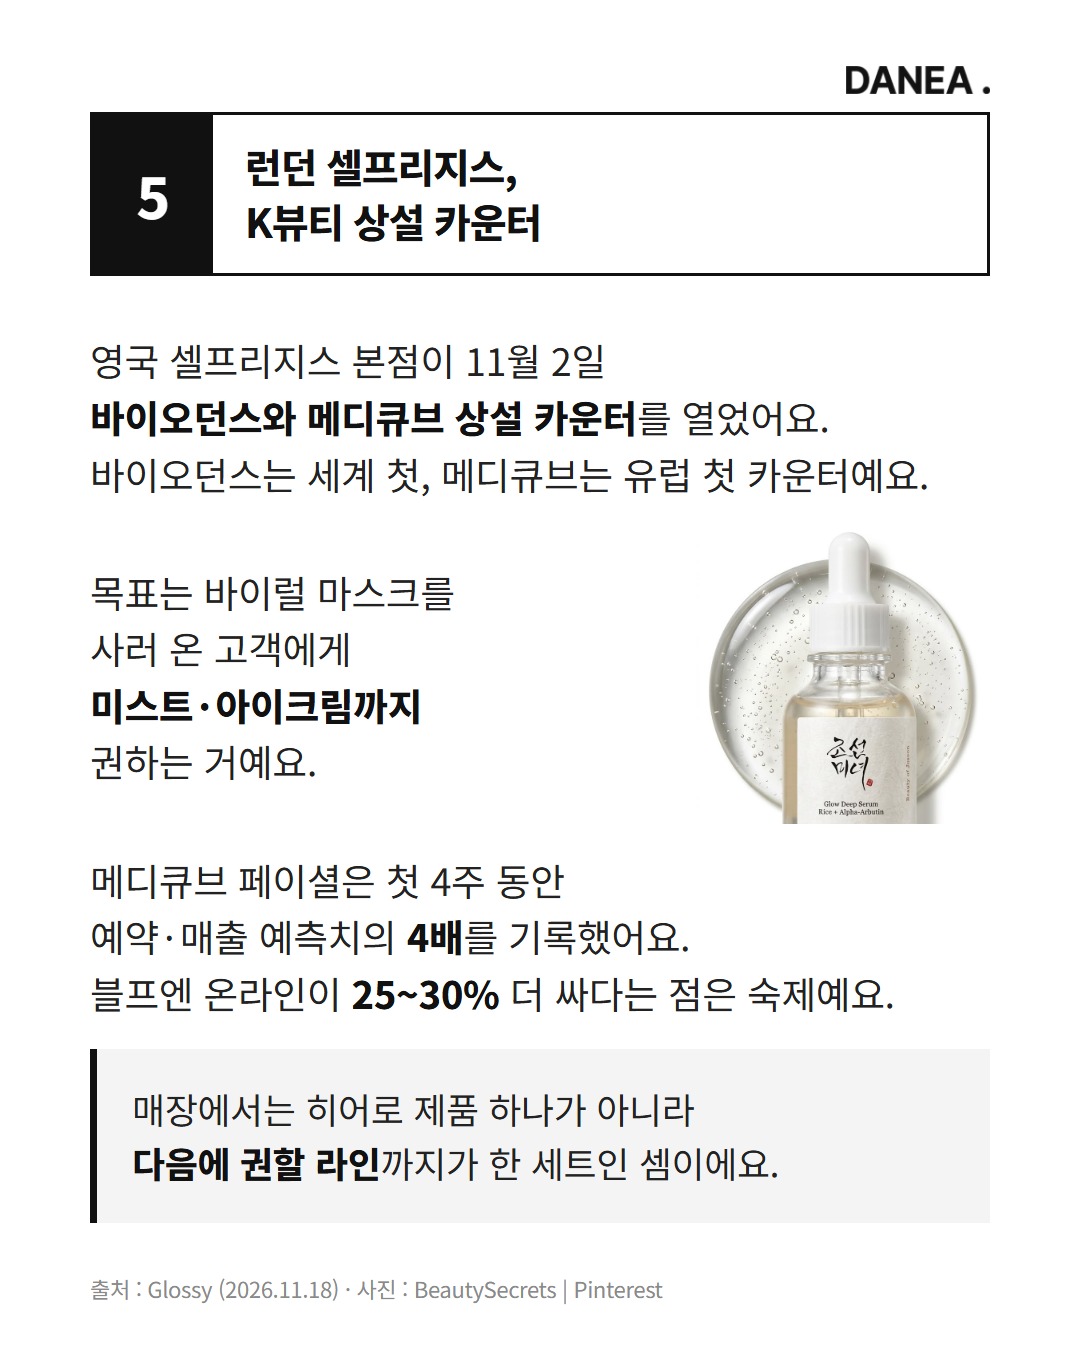 DANEA .
5
런던 셀프리지스,
K뷰티 상설 카운터
영국 셀프리지스 본점이 11월 2일
바이오던스와 메디큐브 상설 카운터를 열었어요.
바이오던스는 세계 첫, 메디큐브는 유럽 첫 카운터예요.
목표는 바이럴 마스크를
사러 온 고객에게
미스트·아이크림까지
권하는 거예요.
조선
미녀
Beauty of Joseon
Glow Deep Serum
Rice + Alpha-Arbutin
메디큐브 페이셜은 첫 4주 동안
예약·매출 예측치의 4배를 기록했어요.
블프엔 온라인이 25~30% 더 싸다는 점은 숙제예요.
매장에서는 히어로 제품 하나가 아니라
다음에 권할 라인까지가 한 세트인 셈이에요.
출처 : Glossy (2026.11.18) · 사진 : BeautySecrets | Pinterest